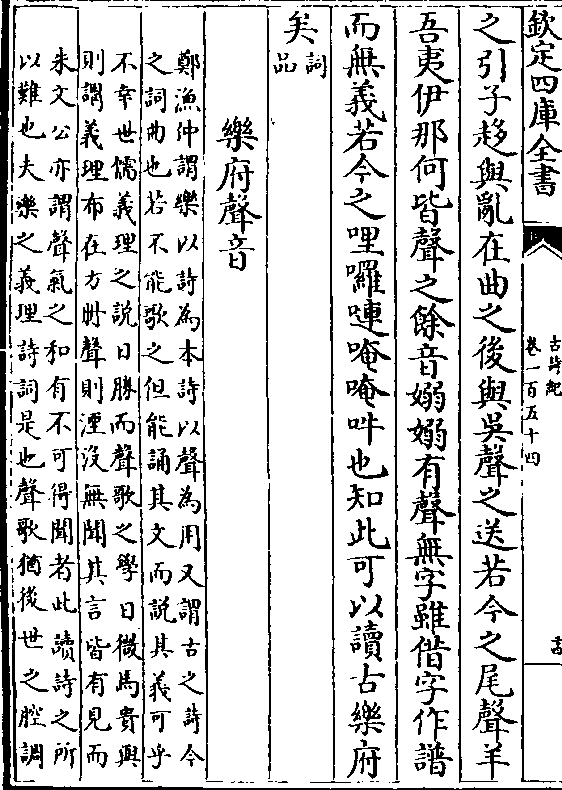 欽定四庫全書
古詩紀
卷一百五十四
之引子趍與亂在曲之後與吳聲之送若今之尾聲羊
吾夷伊那何皆聲之餘音嫋嫋有聲無字雖借字作譜
而無義若今之哩囉嗹唵唵吽也知此可以讀古樂府
矣詞品
樂府聲音
鄭漁仲謂樂以詩為本詩以聲為用又謂古之詩今
之詞曲也若不能歌之但能誦其文而說其義可乎
不幸世儒義理之說日勝而聲歌之學日微馬貴與
則謂義理布在方冊聲則湮沒無聞其言皆有見而
朱文公亦謂聲氣之和有不可得聞者此讀詩之所
以難也夫樂之義理詩詞是也聲歌猶後世之腔調